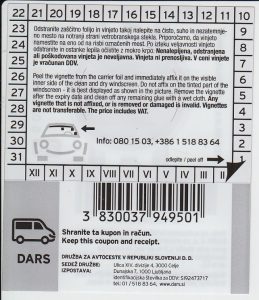 22 21 20 19 18 17 16 15 14 13 12 11 10
23 9
24 8
25 7
26 6
27 5
28 4
29 3
30 2
31 1
Odstranite zaščitno folijo in vinjeto takoj nalepite na čisto, suho in nezatemnjeno mesto na notranji strani vetrobranskega stekla. Priporočamo, da vinjeto
namestite na eno od na risbi označenih mest. Po izteku veljavnosti vinjeto
odstranite in ostanke lepila očistite z mokro krpo. Nenalepljena, odstranjena
ali poškodovana vinjeta je neveljavna. Vinjeta ni prenosljiva. V ceni vinjete
je vračunan DDV.
Peel the vignette from the carrier foil and immediately affix it on the visible
inner side of the clean and dry windscreen. Do not affix on the tinted part of the
windscreen - it is best displayed as shown in the picture. Remove the vignette
after the expiry date and clean off any remaining glue with a wet cloth. Any
vignette that is not affixed, or is removed or damaged is invalid. Vignettes
are not transferable. The price includes VAT.
Info: 080 15 03, +386 1 518 83 64
odlepite / peel off
XII XI X IX VIII VII VI V IV III II I
3 830037 949501
DARS
Shranite ta kupon in račun.
Keep this coupon and receipt.
DRUŽBA ZA AVTOCESTE V REPUBLIKI SLOVENIJI D. D.
SEDEŽ DRUŽBE: Ulica XIV. divizije 4, 3000 Celje
IZPOSTAVA: Dunajska 7, 1000 Ljubljana
identifikacijska številka za DDV: SI92473717
tel.: 01 / 518 83 64, www.dars.si